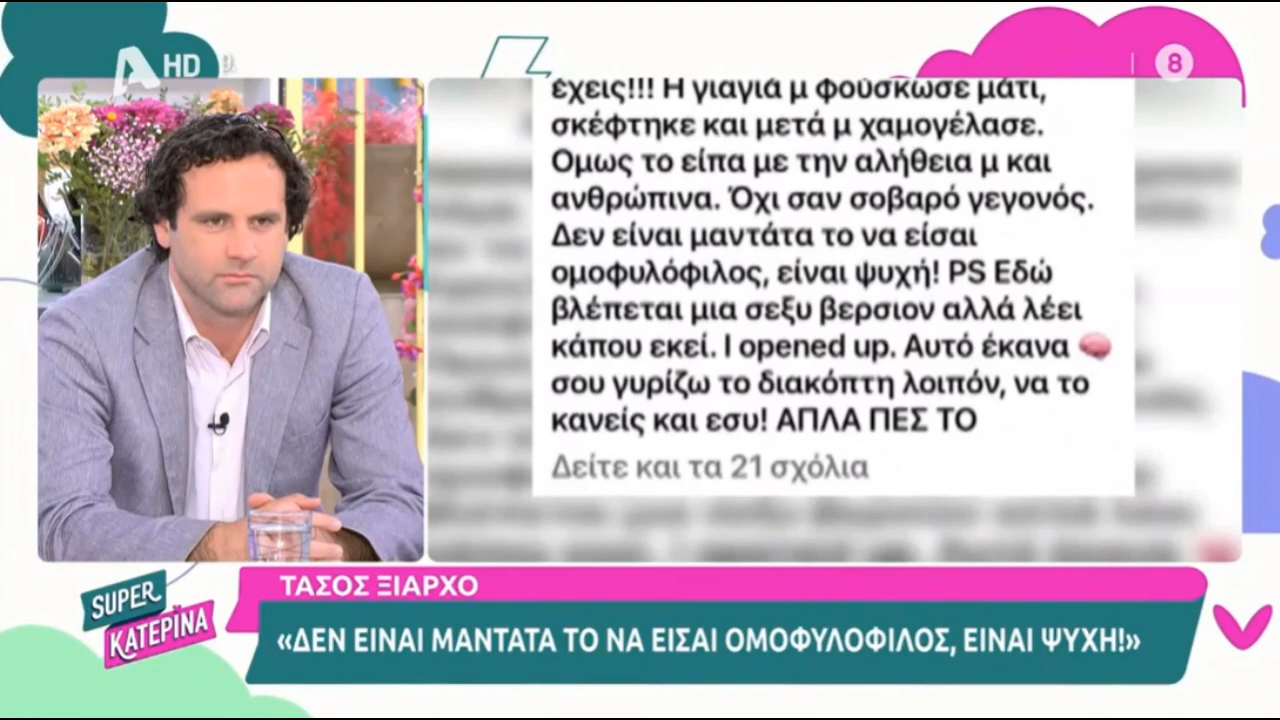 A HD
8
έχεις!!! Η γιαγιά μ φούσκωσε μάτι,
σκέφτηκε και μετά μ χαμογέλασε.
Ομως το είπα με την αλήθεια μ και
ανθρώπινα. Όχι σαν σοβαρό γεγονός.
Δεν είναι μαντάτα το να είσαι
ομοφυλόφιλος, είναι ψυχή! PS Εδώ
βλέπεται μια σεξυ βερσιον αλλά λέει
κάπου εκεί. I opened up. Αυτό έκανα
σου γυρίζω το διακόπτη λοιπόν, να το
κανείς και εσυ! ΑΠΛΑ ΠΕΣ ΤΟ
Δείτε και τα 21 σχόλια
SUPER
ΚΑΤΕΡΪΝΑ
ΤΑΣΟΣ ΞΙΑΡΧΟ
«ΔΕΝ ΕΙΝΑΙ ΜΑΝΤΑΤΑ ΤΟ ΝΑ ΕΙΣΑΙ ΟΜΟΦΥΛΟΦΙΛΟΣ, ΕΙΝΑΙ ΨΥΧΗ!»